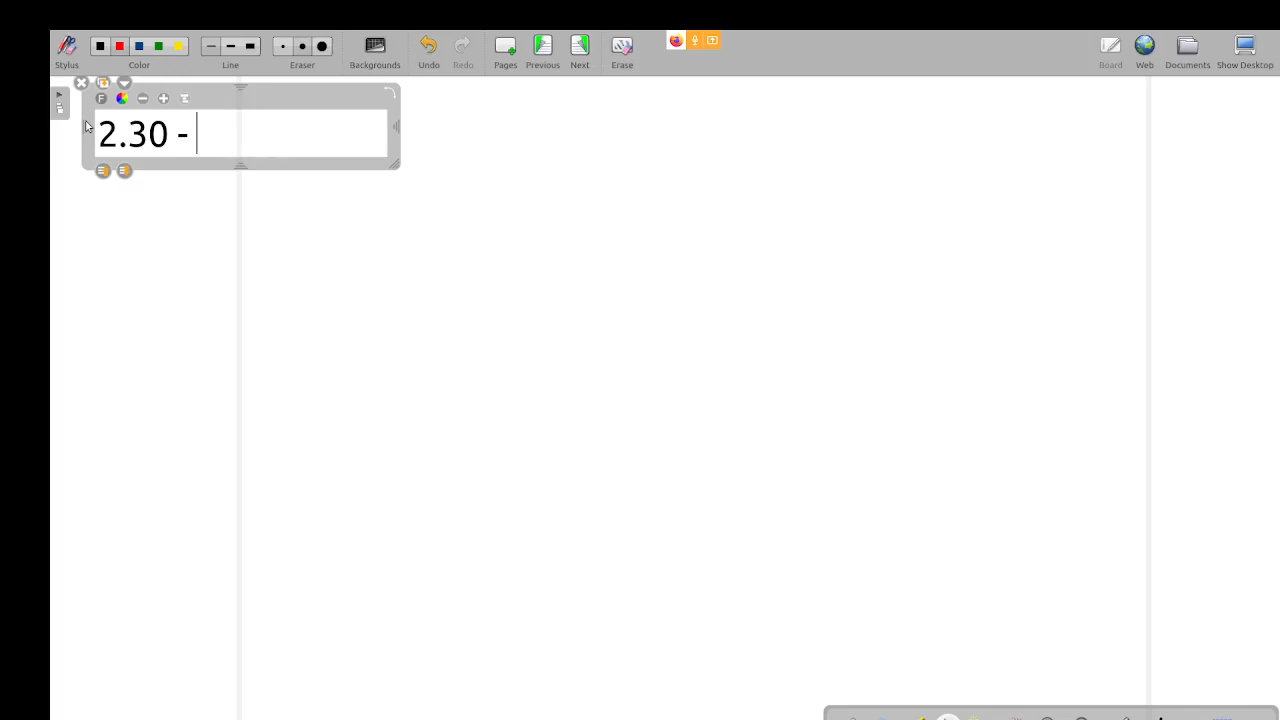 Stylus
Color
Line
Eraser
Backgrounds
Undo
Redo
Pages
Previous
Next
Erase
Board
Web
Documents
Show Desktop
F
2.30 -